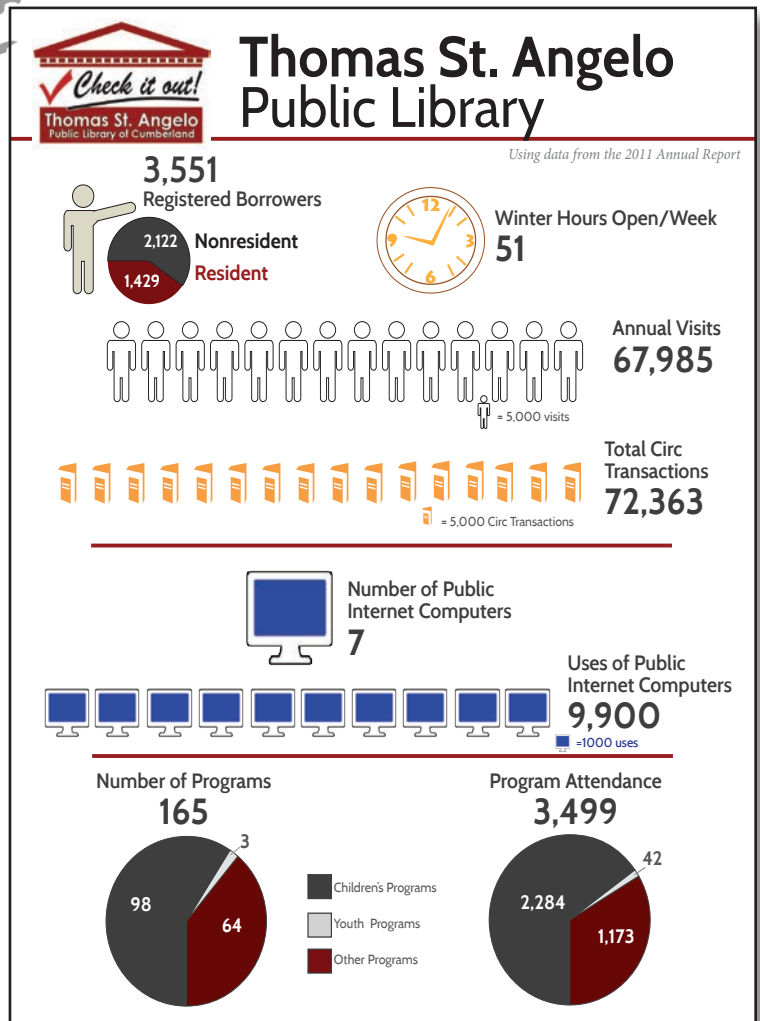 Check it out!
Thomas St. Angelo
Public Library of Cumberland
Thomas St. Angelo
Public Library
Using data from the 2011 Annual Report
3,551
Registered Borrowers
2,122
Nonresident
1,429
Resident
12
3
6
9
Winter Hours Open/Week
51
Annual Visits
67,985
= 5,000 visits
Total Circ
Transactions
72,363
= 5,000 Circ Transactions
Number of Public
Internet Computers
7
Uses of Public
Internet Computers
9,900
=1000 uses
Number of Programs
165
3
98
64
Children's Programs
Youth Programs
Other Programs
Program Attendance
3,499
42
2,284
1,173